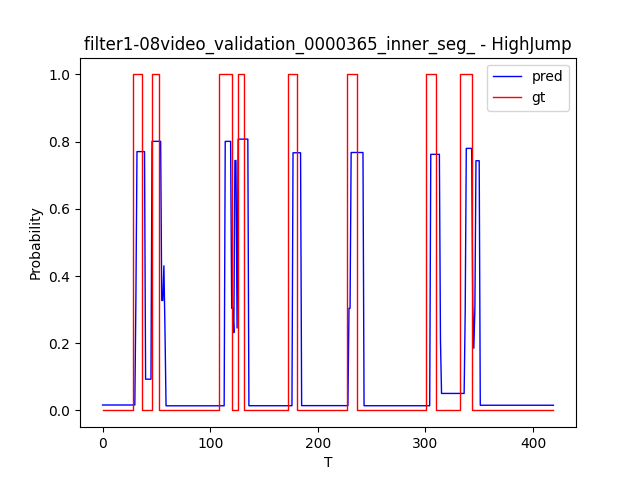 filter1-08video_validation_0000365_inner_seg_ - HighJump
pred
gt
1.0
0.8
0.6
0.4
0.2
0.0
Probability
0
100
200
300
400
T